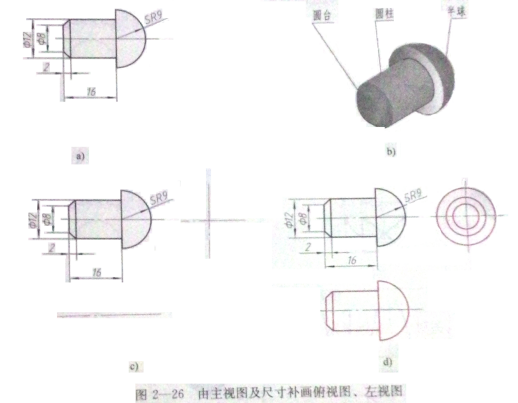 φ12
φ8
SR9
2
16
a)
圆台
圆柱
半球
b)
φ12
φ8
SR9
2
16
c)
φ12
φ8
SR9
2
16
d)
图 2—26 由主视图及尺寸补画俯视图、左视图